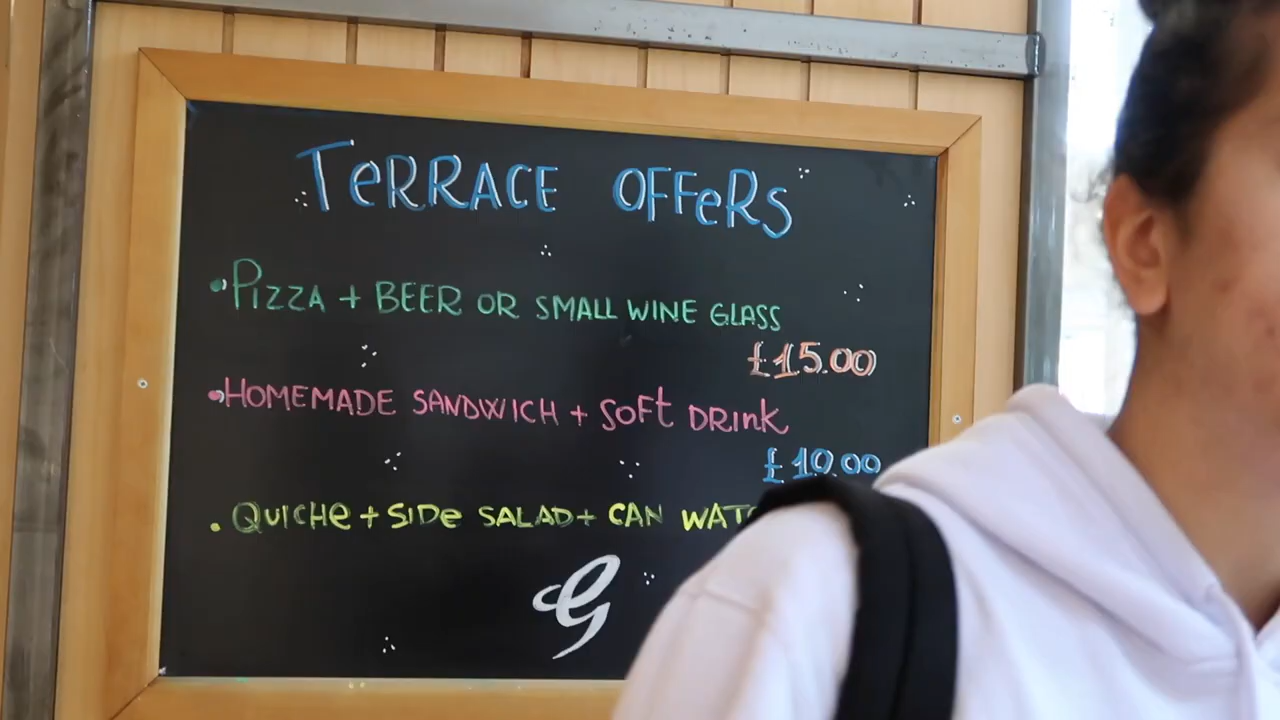 TeRRACE OFFeRS
•PIZZA + BEER OR SMALL WINE GLASS
£15.00
•HOMEMADE SANDWICH + SOFt DRInk
£10.00
. QUICHe + SIDe SALAD + CAN
G